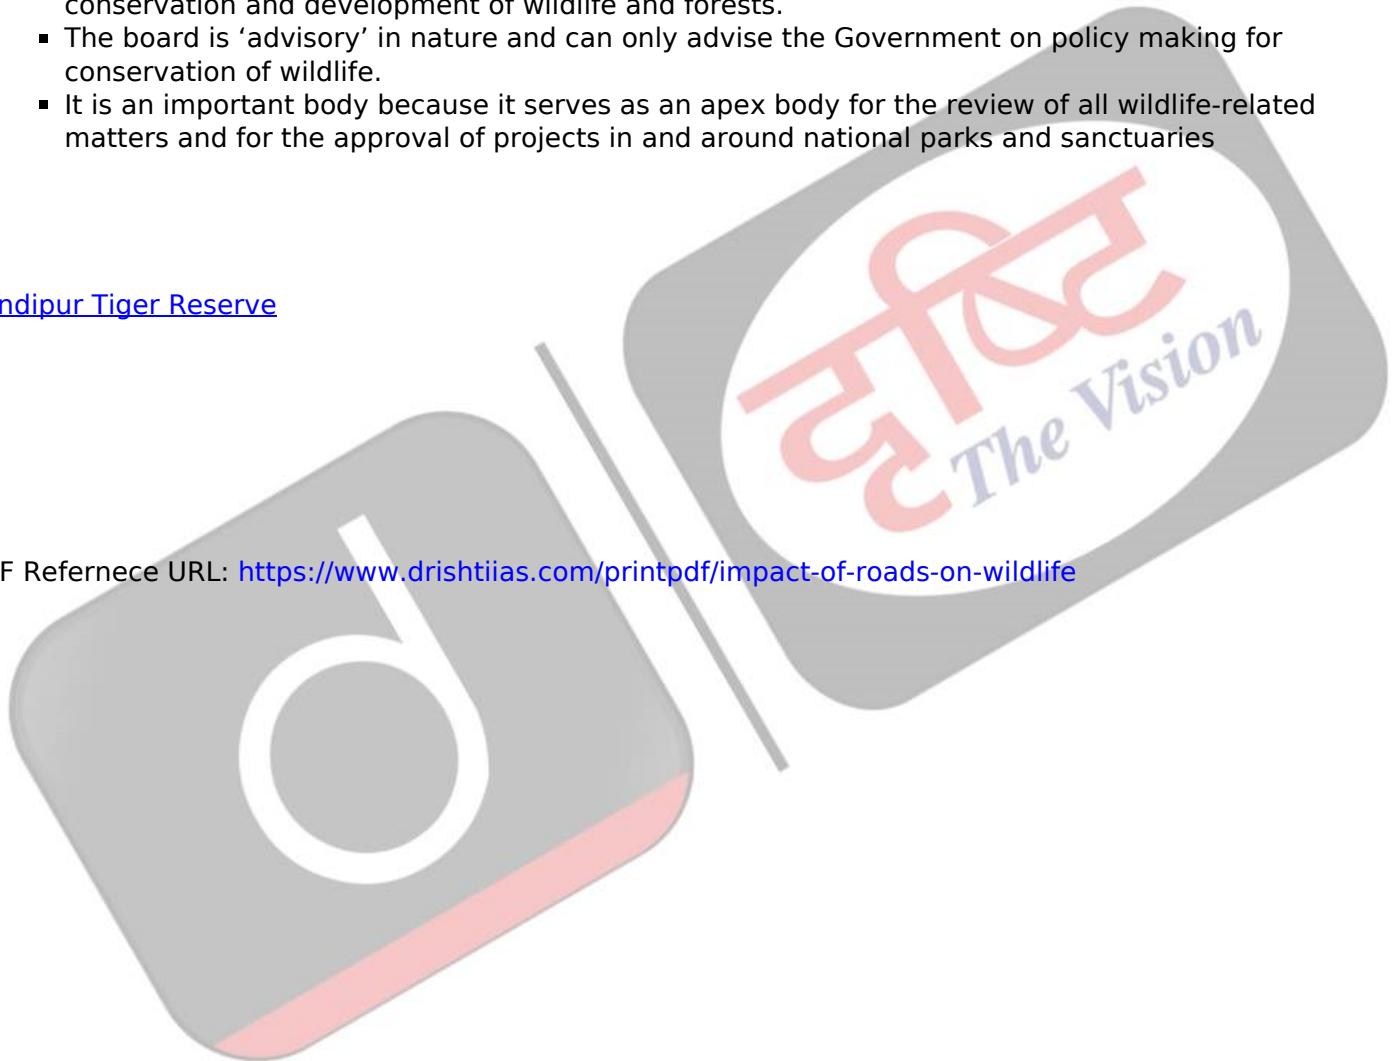 conservation and development of wildlife and forests.
▪ The board is ‘advisory’ in nature and can only advise the Government on policy making for
conservation of wildlife.
▪ It is an important body because it serves as an apex body for the review of all wildlife-related
matters and for the approval of projects in and around national parks and sanctuaries
दृष्टि
The Vision
ndipur Tiger Reserve
d
F Refernece URL: https://www.drishtiias.com/printpdf/impact-of-roads-on-wildlife